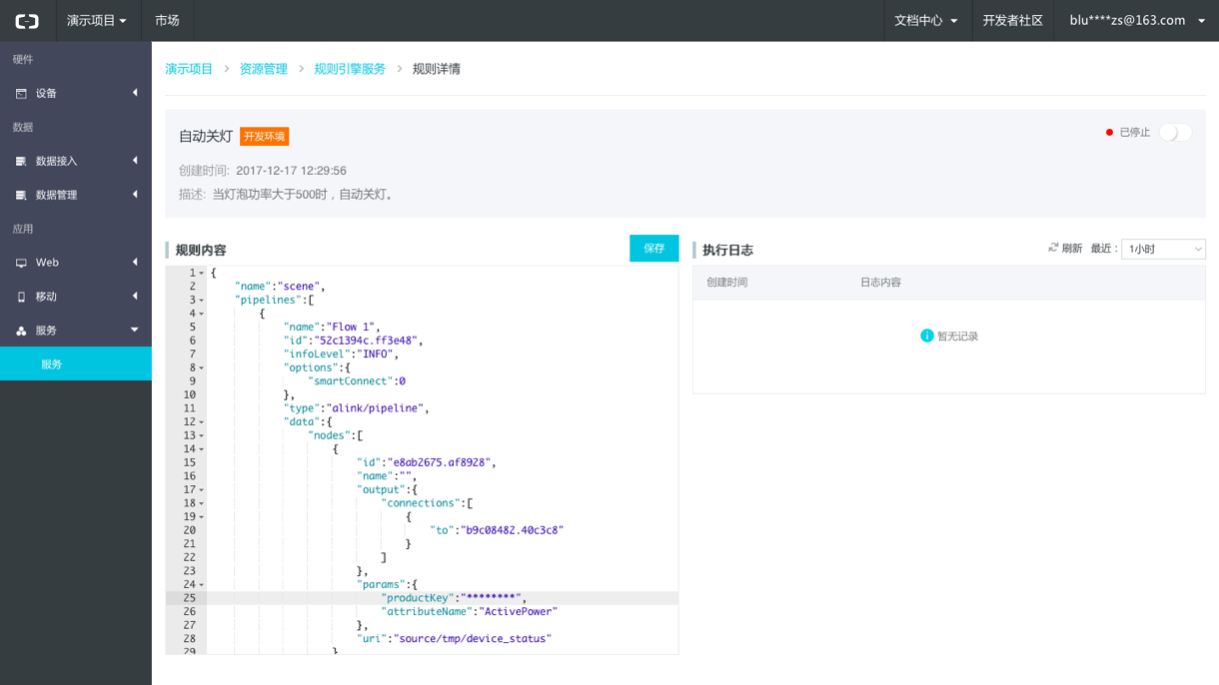 演示项目
市场
文档中心
开发者社区
blu****zs@163.com
硬件
设备
数据
数据接入
数据管理
应用
Web
移动
服务
服务
演示项目 > 资源管理 > 规则引擎服务 > 规则详情
自动关灯 开发环境
已停止
创建时间: 2017-12-17 12:29:56
描述: 当灯泡功率大于500时，自动关灯。
规则内容
保存
1 {
2 "name":"scene",
3 "pipelines":[
4 {
5 "name":"Flow 1",
6 "id":"52c1394c.ff3e48",
7 "infoLevel":"INFO",
8 "options":{
9 "smartConnect":0
10 },
11 "type":"alink/pipeline",
12 "data":{
13 "nodes":[
14 {
15 "id":"e8ab2675.af8928",
16 "name":"",
17 "output":{
18 "connections":[
19 {
20 "to":"b9c08482.40c3c8"
21 }
22 ]
23 },
24 "params":{
25 "productKey":"********",
26 "attributeName":"ActivePower"
27 },
28 "uri":"source/tmp/device_status"
29 }
执行日志
刷新 最近： 1小时
创建时间 日志内容
暂无记录